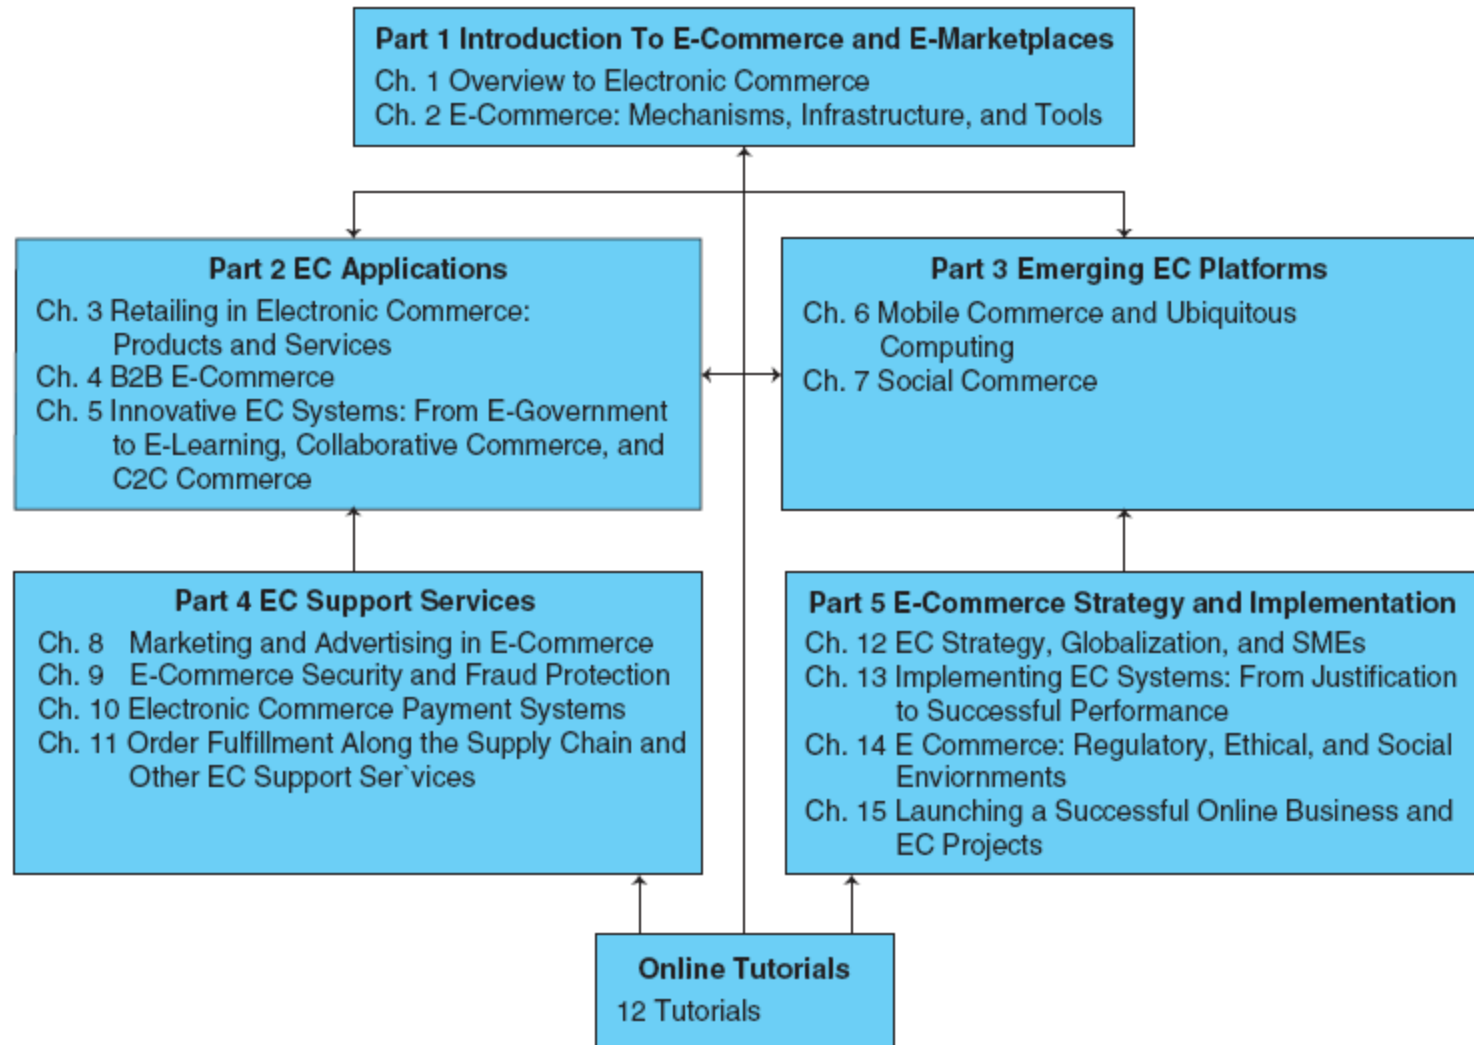 Part 1 Introduction To E-Commerce and E-Marketplaces
Ch. 1 Overview to Electronic Commerce
Ch. 2 E-Commerce: Mechanisms, Infrastructure, and Tools
Part 2 EC Applications
Ch. 3 Retailing in Electronic Commerce:
Products and Services
Ch. 4 B2B E-Commerce
Ch. 5 Innovative EC Systems: From E-Government
to E-Learning, Collaborative Commerce, and
C2C Commerce
Part 3 Emerging EC Platforms
Ch. 6 Mobile Commerce and Ubiquitous
Computing
Ch. 7 Social Commerce
Part 4 EC Support Services
Ch. 8 Marketing and Advertising in E-Commerce
Ch. 9 E-Commerce Security and Fraud Protection
Ch. 10 Electronic Commerce Payment Systems
Ch. 11 Order Fulfillment Along the Supply Chain and
Other EC Support Ser`vices
Part 5 E-Commerce Strategy and Implementation
Ch. 12 EC Strategy, Globalization, and SMEs
Ch. 13 Implementing EC Systems: From Justification
to Successful Performance
Ch. 14 E Commerce: Regulatory, Ethical, and Social
Enviornments
Ch. 15 Launching a Successful Online Business and
EC Projects
Online Tutorials
12 Tutorials